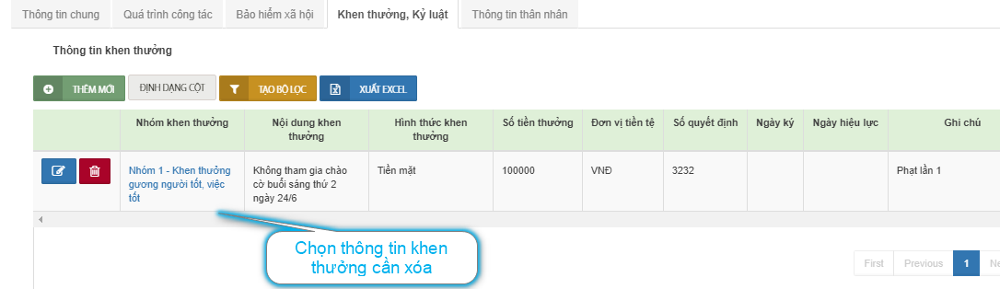 Thông tin chung Quá trình công tác Bảo hiểm xã hội Khen thưởng, Kỷ luật Thông tin thân nhân
Thông tin khen thưởng
THÊM MỚI ĐỊNH DẠNG CỘT TẠO BỘ LỌC XUẤT EXCEL
Nhóm khen thưởng Nội dung khen Hình thức khen Số tiền thưởng Đơn vị tiền tệ Số quyết định Ngày ký Ngày hiệu lực Ghi chú
thưởng thưởng
Nhóm 1 - Khen thưởng Không tham gia chào Tiền mặt 100000 VNĐ 3232 Phạt lần 1
gương người tốt, việc cờ buổi sáng thứ 2
tốt ngày 24/6
Chọn thông tin khen
thưởng cần xóa
First Previous 1 Ne